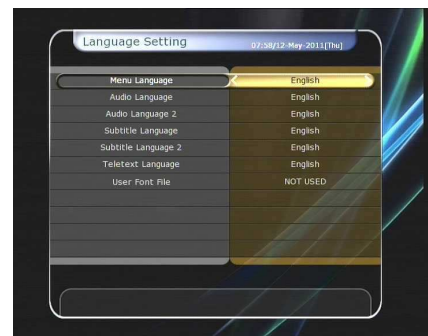 Language Setting
07:58/12-May-2011[Thu]
Menu Language English
Audio Language English
Audio Language 2 English
Subtitle Language English
Subtitle Language 2 English
Teletext Language English
User Font File NOT USED